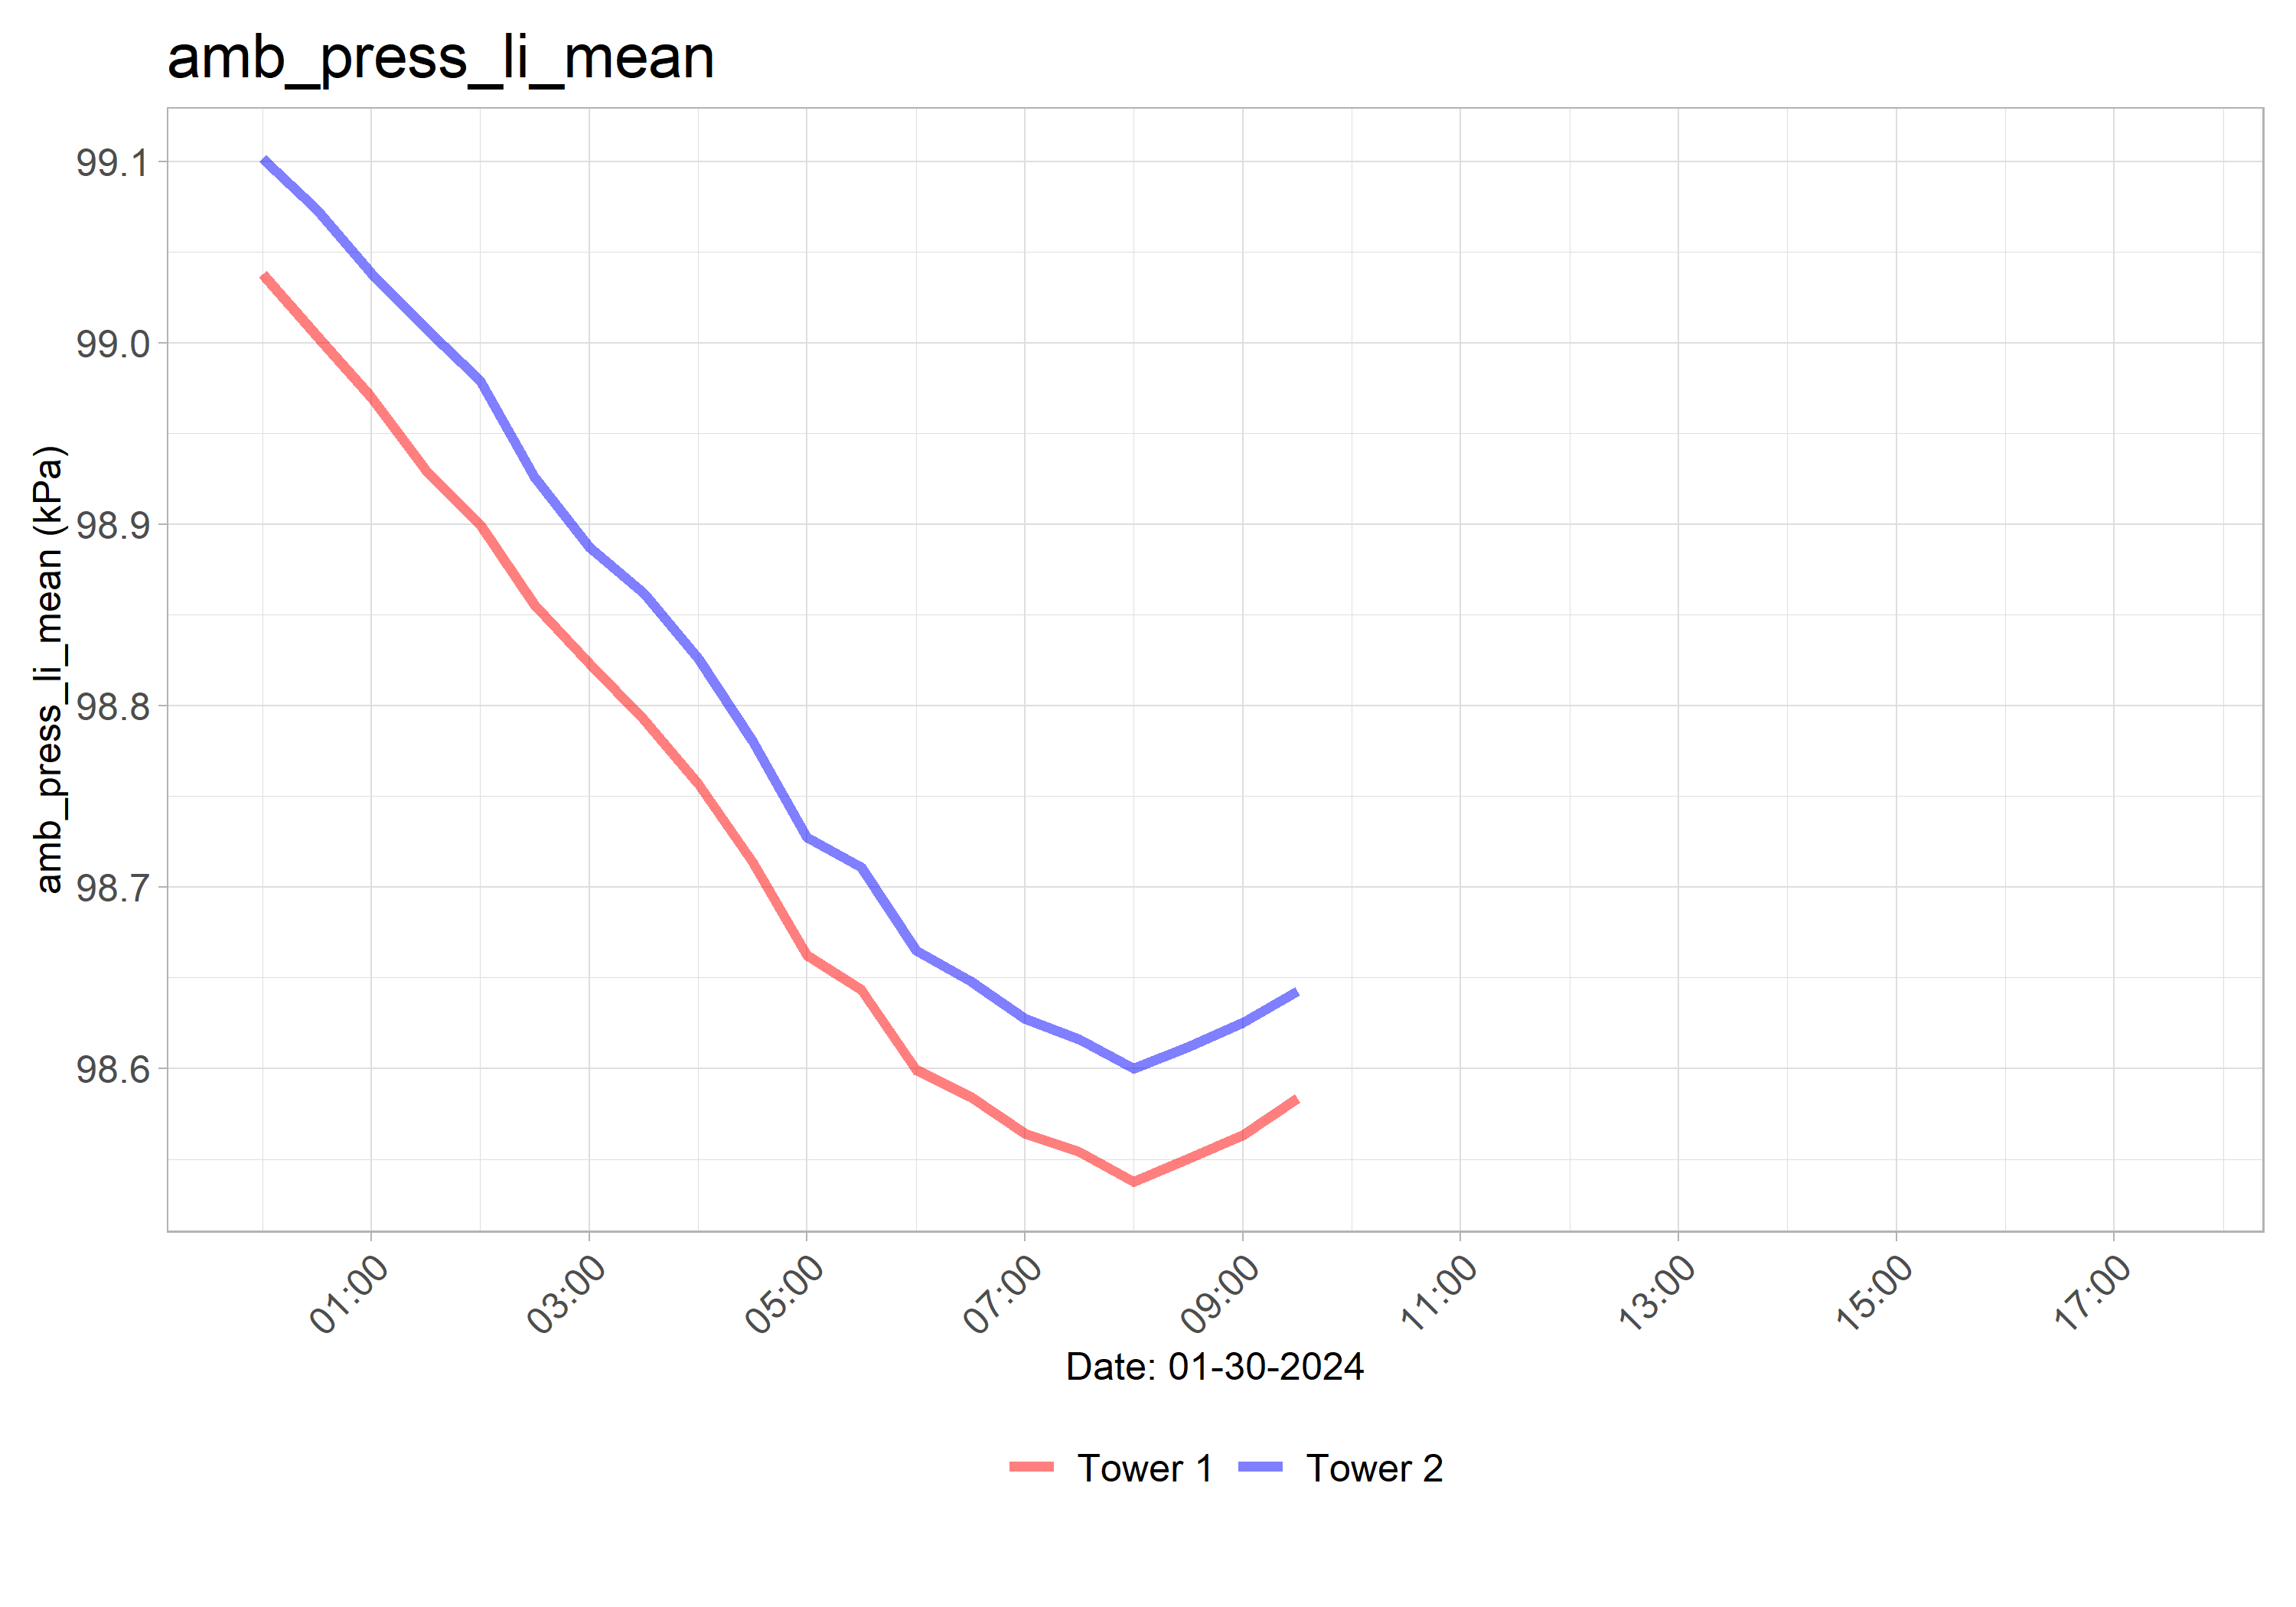 amb_press_li_mean
amb_press_li_mean (kPa)
99.1
99.0
98.9
98.8
98.7
98.6
01:00 03:00 05:00 07:00 09:00 11:00 13:00 15:00 17:00
Date: 01-30-2024
Tower 1 Tower 2